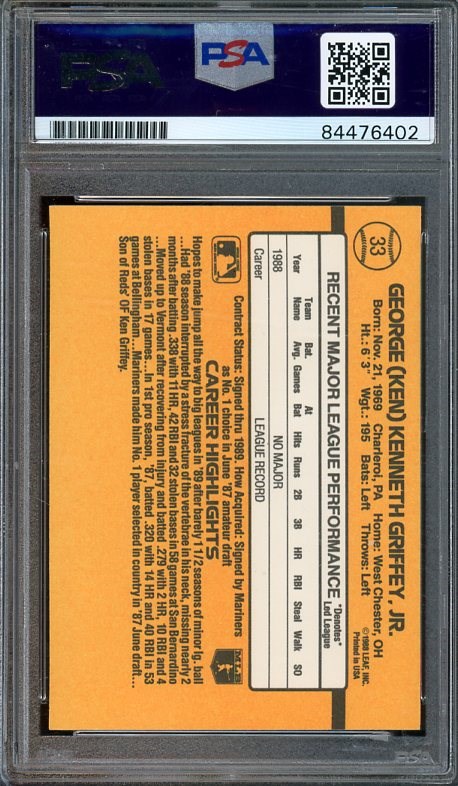 PSA
PSA
84476402
33
GEORGE (KEN) KENNETH GRIFFEY, JR.
Born: Nov. 21, 1969 Charleroi, PA Home: West Chester, OH
Ht.: 6'3" Wgt.: 195 Bats: Left Throws: Left
©1988 LEAF, INC.
Printed in USA
RECENT MAJOR LEAGUE PERFORMANCE
"Denotes"
Led League
Year Team Name Bat. Avg. Games At Bat Hits Runs 2B 3B HR RBI Steal Walk SO
1988 NO MAJOR
Career LEAGUE RECORD
Contract Status: Signed thru 1989. How Acquired: Signed by Mariners
as No. 1 choice in June '87 amateur draft
CAREER HIGHLIGHTS
Hopes to make jump all the way to big leagues in '89 after barely 1 1/2 seasons of minor lg. ball
...Had '88 season interrupted by a stress fracture of the vertebrae in his neck, missing nearly 2
months after batting .338 with 11 HR, 42 RBI and 32 stolen bases in 58 games at San Bernardino
...Moved up to Vermont after recovering from injury and batted .279 with 2 HR, 10 RBI and 4
stolen bases in 17 games...In 1st pro season, '87, batted .320 with 14 HR and 40 RBI in 53
games at Bellingham...Mariners made him No. 1 player selected in country in '87 June draft...
Son of Reds' OF Ken Griffey.
PSA